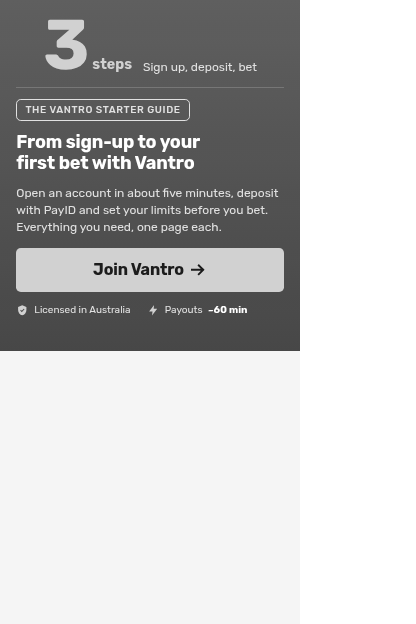 3 steps Sign up, deposit, bet
THE VANTRO STARTER GUIDE
From sign-up to your
first bet with Vantro
Open an account in about five minutes, deposit
with PayID and set your limits before you bet.
Everything you need, one page each.
Join Vantro →
Licensed in Australia Payouts ~60 min